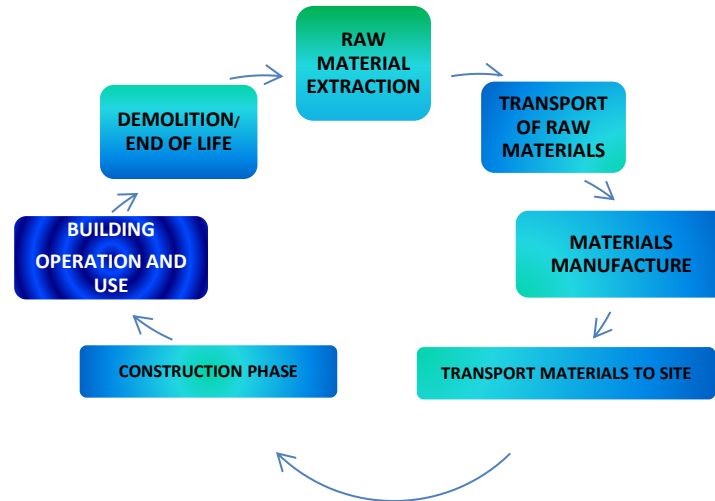 RAW
MATERIAL
EXTRACTION
TRANSPORT
OF RAW
MATERIALS
MATERIALS
MANUFACTURE
TRANSPORT MATERIALS TO SITE
CONSTRUCTION PHASE
BUILDING
OPERATION AND
USE
DEMOLITION/
END OF LIFE